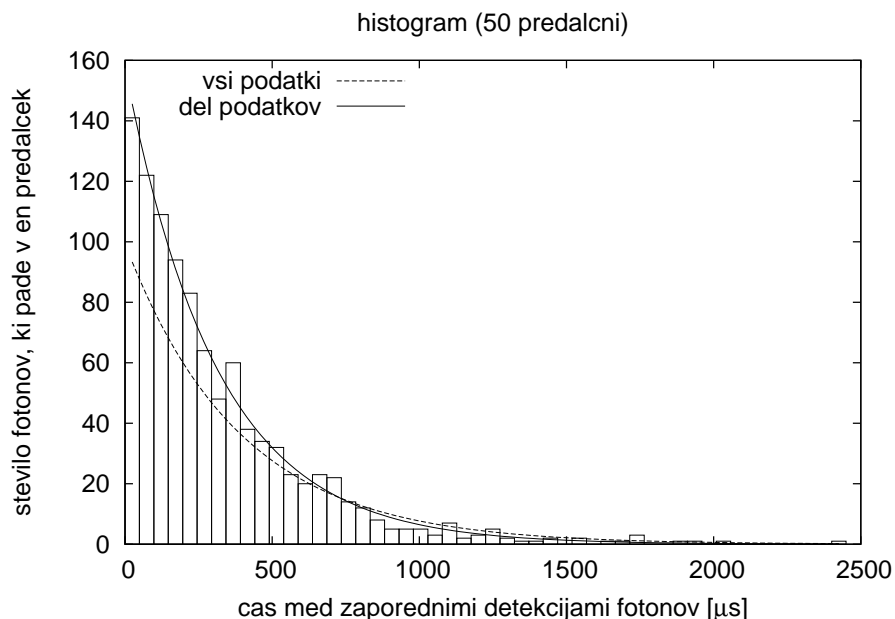 histogram (50 predalcni)
160
140
120
100
80
60
40
20
0
vsi podatki
del podatkov
stevilo fotonov, ki pade v en predalcek
0 500 1000 1500 2000 2500
cas med zaporednimi detekcijami fotonov [μs]